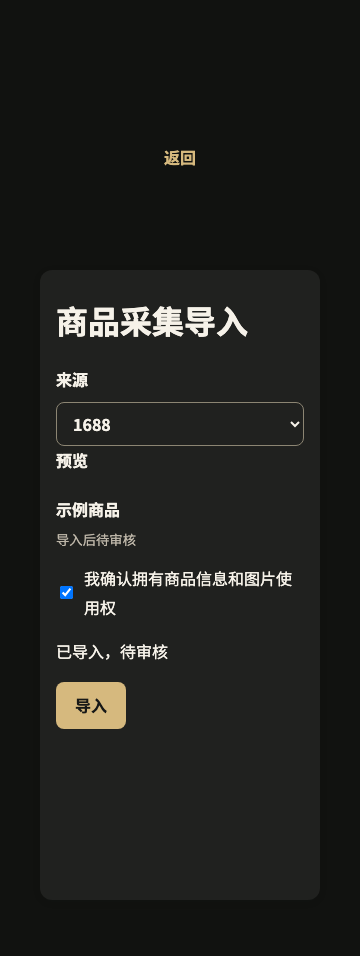 返回
商品采集导入
来源
1688
预览
示例商品
导入后待审核
我确认拥有商品信息和图片使
用权
已导入，待审核
导入